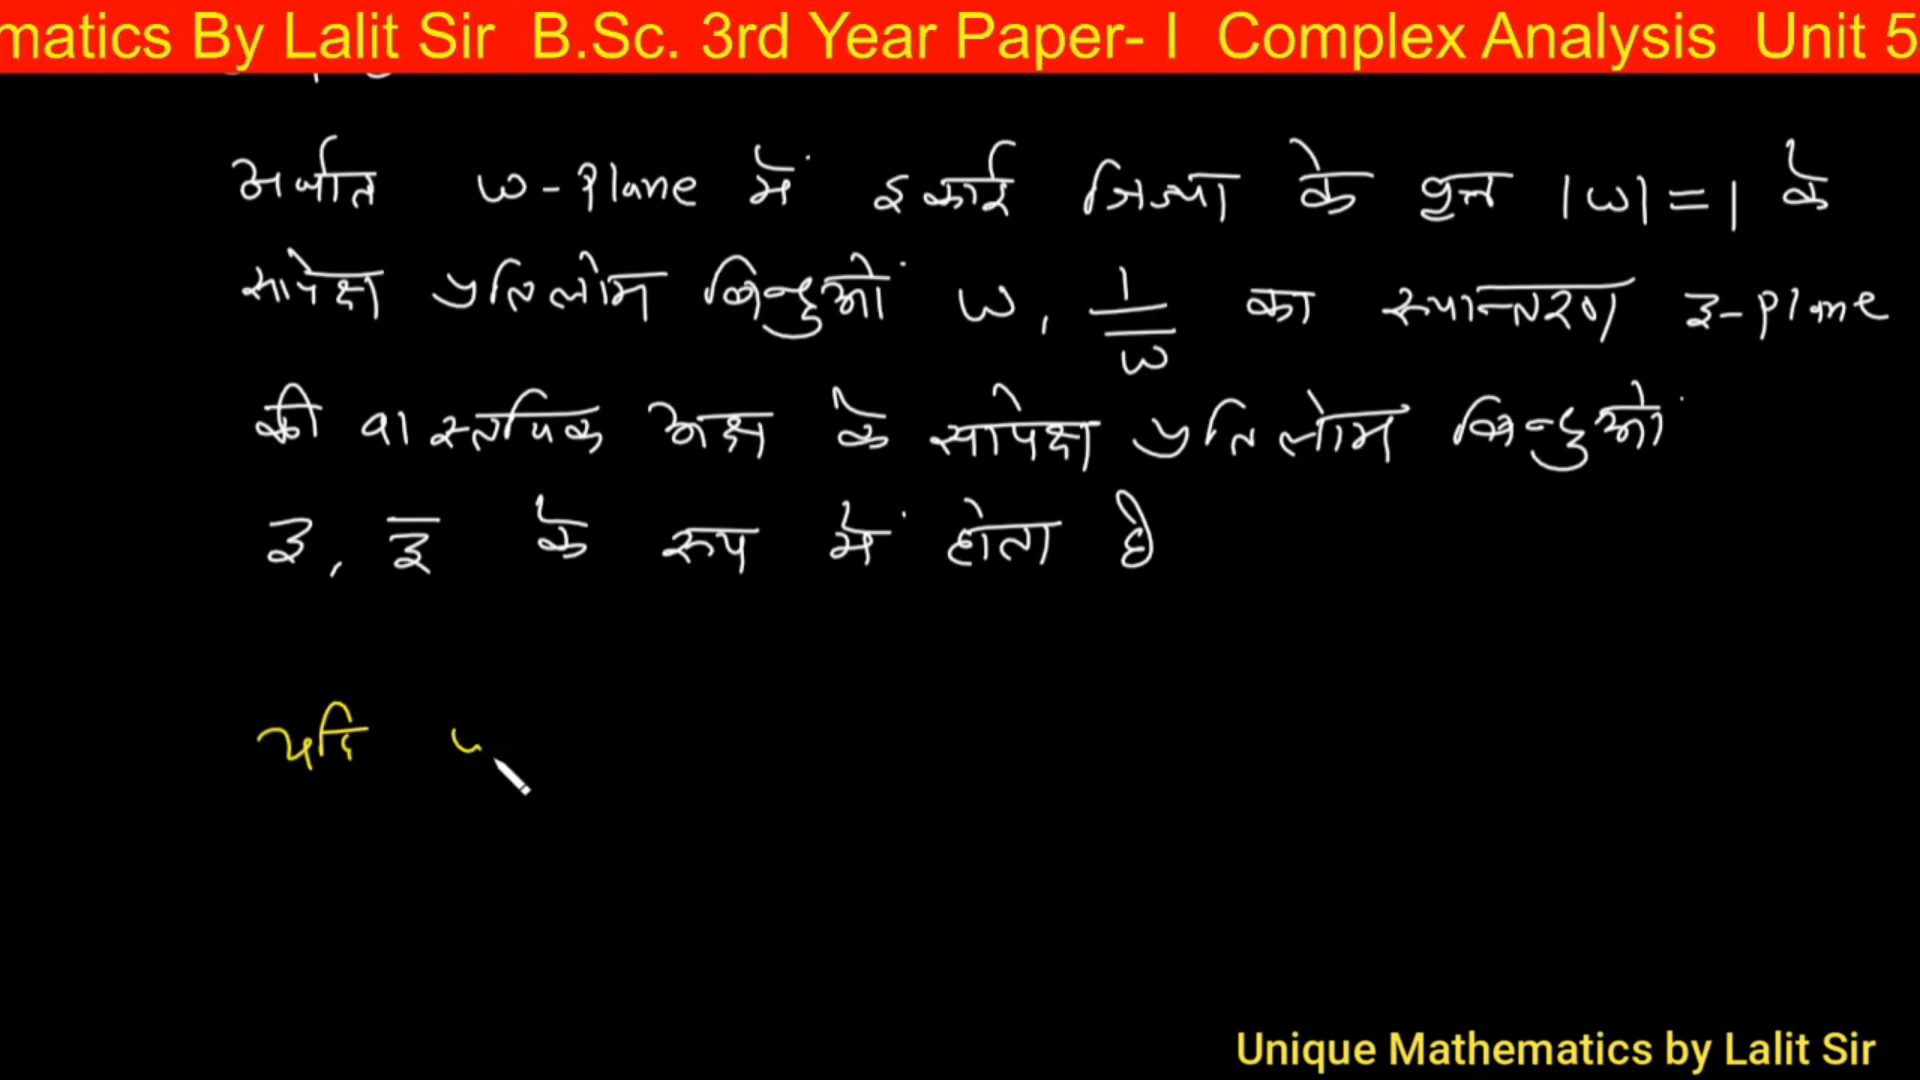 matics By Lalit Sir B.Sc. 3rd Year Paper- I Complex Analysis Unit 5
अर्थात w-plane में इकाई त्रिज्या के वृत्त |w|=1 के
सापेक्ष प्रतिलोम बिन्दुओं w, 1/w̅ का रूपान्तरण z-plane
की वास्तविक अक्ष के सापेक्ष प्रतिलोम बिन्दुओं
z, z̅ के रूप में होता है
यदि
Unique Mathematics by Lalit Sir